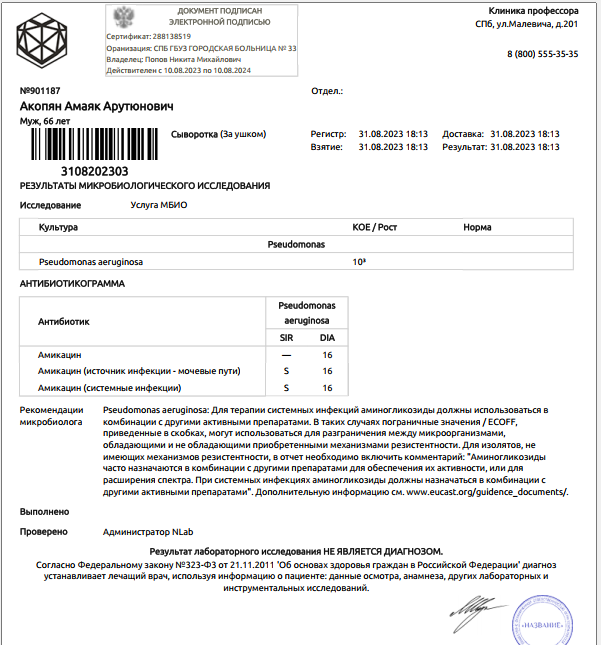 ДОКУМЕНТ ПОДПИСАН
ЭЛЕКТРОННОЙ ПОДПИСЬЮ
Сертификат: 288138519
Оранизация: СПБ ГБУЗ ГОРОДСКАЯ БОЛЬНИЦА № 33
Владелец: Попов Никита Михайлович
Действителен с 10.08.2023 по 10.08.2024
Клиника профессора
СПб, ул.Малевича, д.201
8 (800) 555-35-35
№901187
Отдел.:
Акопян Амаяк Арутюнович
Муж, 66 лет
Сыворотка (За ушком)
Регистр: 31.08.2023 18:13 Доставка: 31.08.2023 18:13
Взятие: 31.08.2023 18:13 Результат: 31.08.2023 18:13
3108202303
РЕЗУЛЬТАТЫ МИКРОБИОЛОГИЧЕСКОГО ИССЛЕДОВАНИЯ
Исследование Услуга МБИО
Культура КОЕ / Рост Норма
Pseudomonas
Pseudomonas aeruginosa 10³
АНТИБИОТИКОГРАММА
Антибиотик
Pseudomonas
aeruginosa
SIR DIA
Амикацин — 16
Амикацин (источник инфекции - мочевые пути) S 16
Амикацин (системные инфекции) S 16
Рекомендации
микробиолога
Pseudomonas aeruginosa: Для терапии системных инфекций аминогликозиды должны использоваться в
комбинации с другими активными препаратами. В таких случаях пограничные значения / ECOFF,
приведенные в скобках, могут использоваться для разграничения между микроорганизмами,
обладающими и не обладающими приобретенными механизмами резистентности. Для изолятов, не
имеющих механизмов резистентности, в отчет необходимо включить комментарий: "Аминогликозиды
часто назначаются в комбинации с другими препаратами для обеспечения их активности, или для
расширения спектра. При системных инфекциях аминогликозиды должны назначаться в комбинации с
другими активными препаратами". Дополнительную информацию см. www.eucast.org/guidence_documents/.
Выполнено
Проверено Администратор NLab
Результат лабораторного исследования НЕ ЯВЛЯЕТСЯ ДИАГНОЗОМ.
Согласно Федеральному закону №323-ФЗ от 21.11.2011 'Об основах здоровья граждан в Российской Федерации' диагноз
устанавливает лечащий врач, используя информацию о пациенте: данные осмотра, анамнеза, других лабораторных и
инструментальных исследований.
«НАЗВАНИЕ»